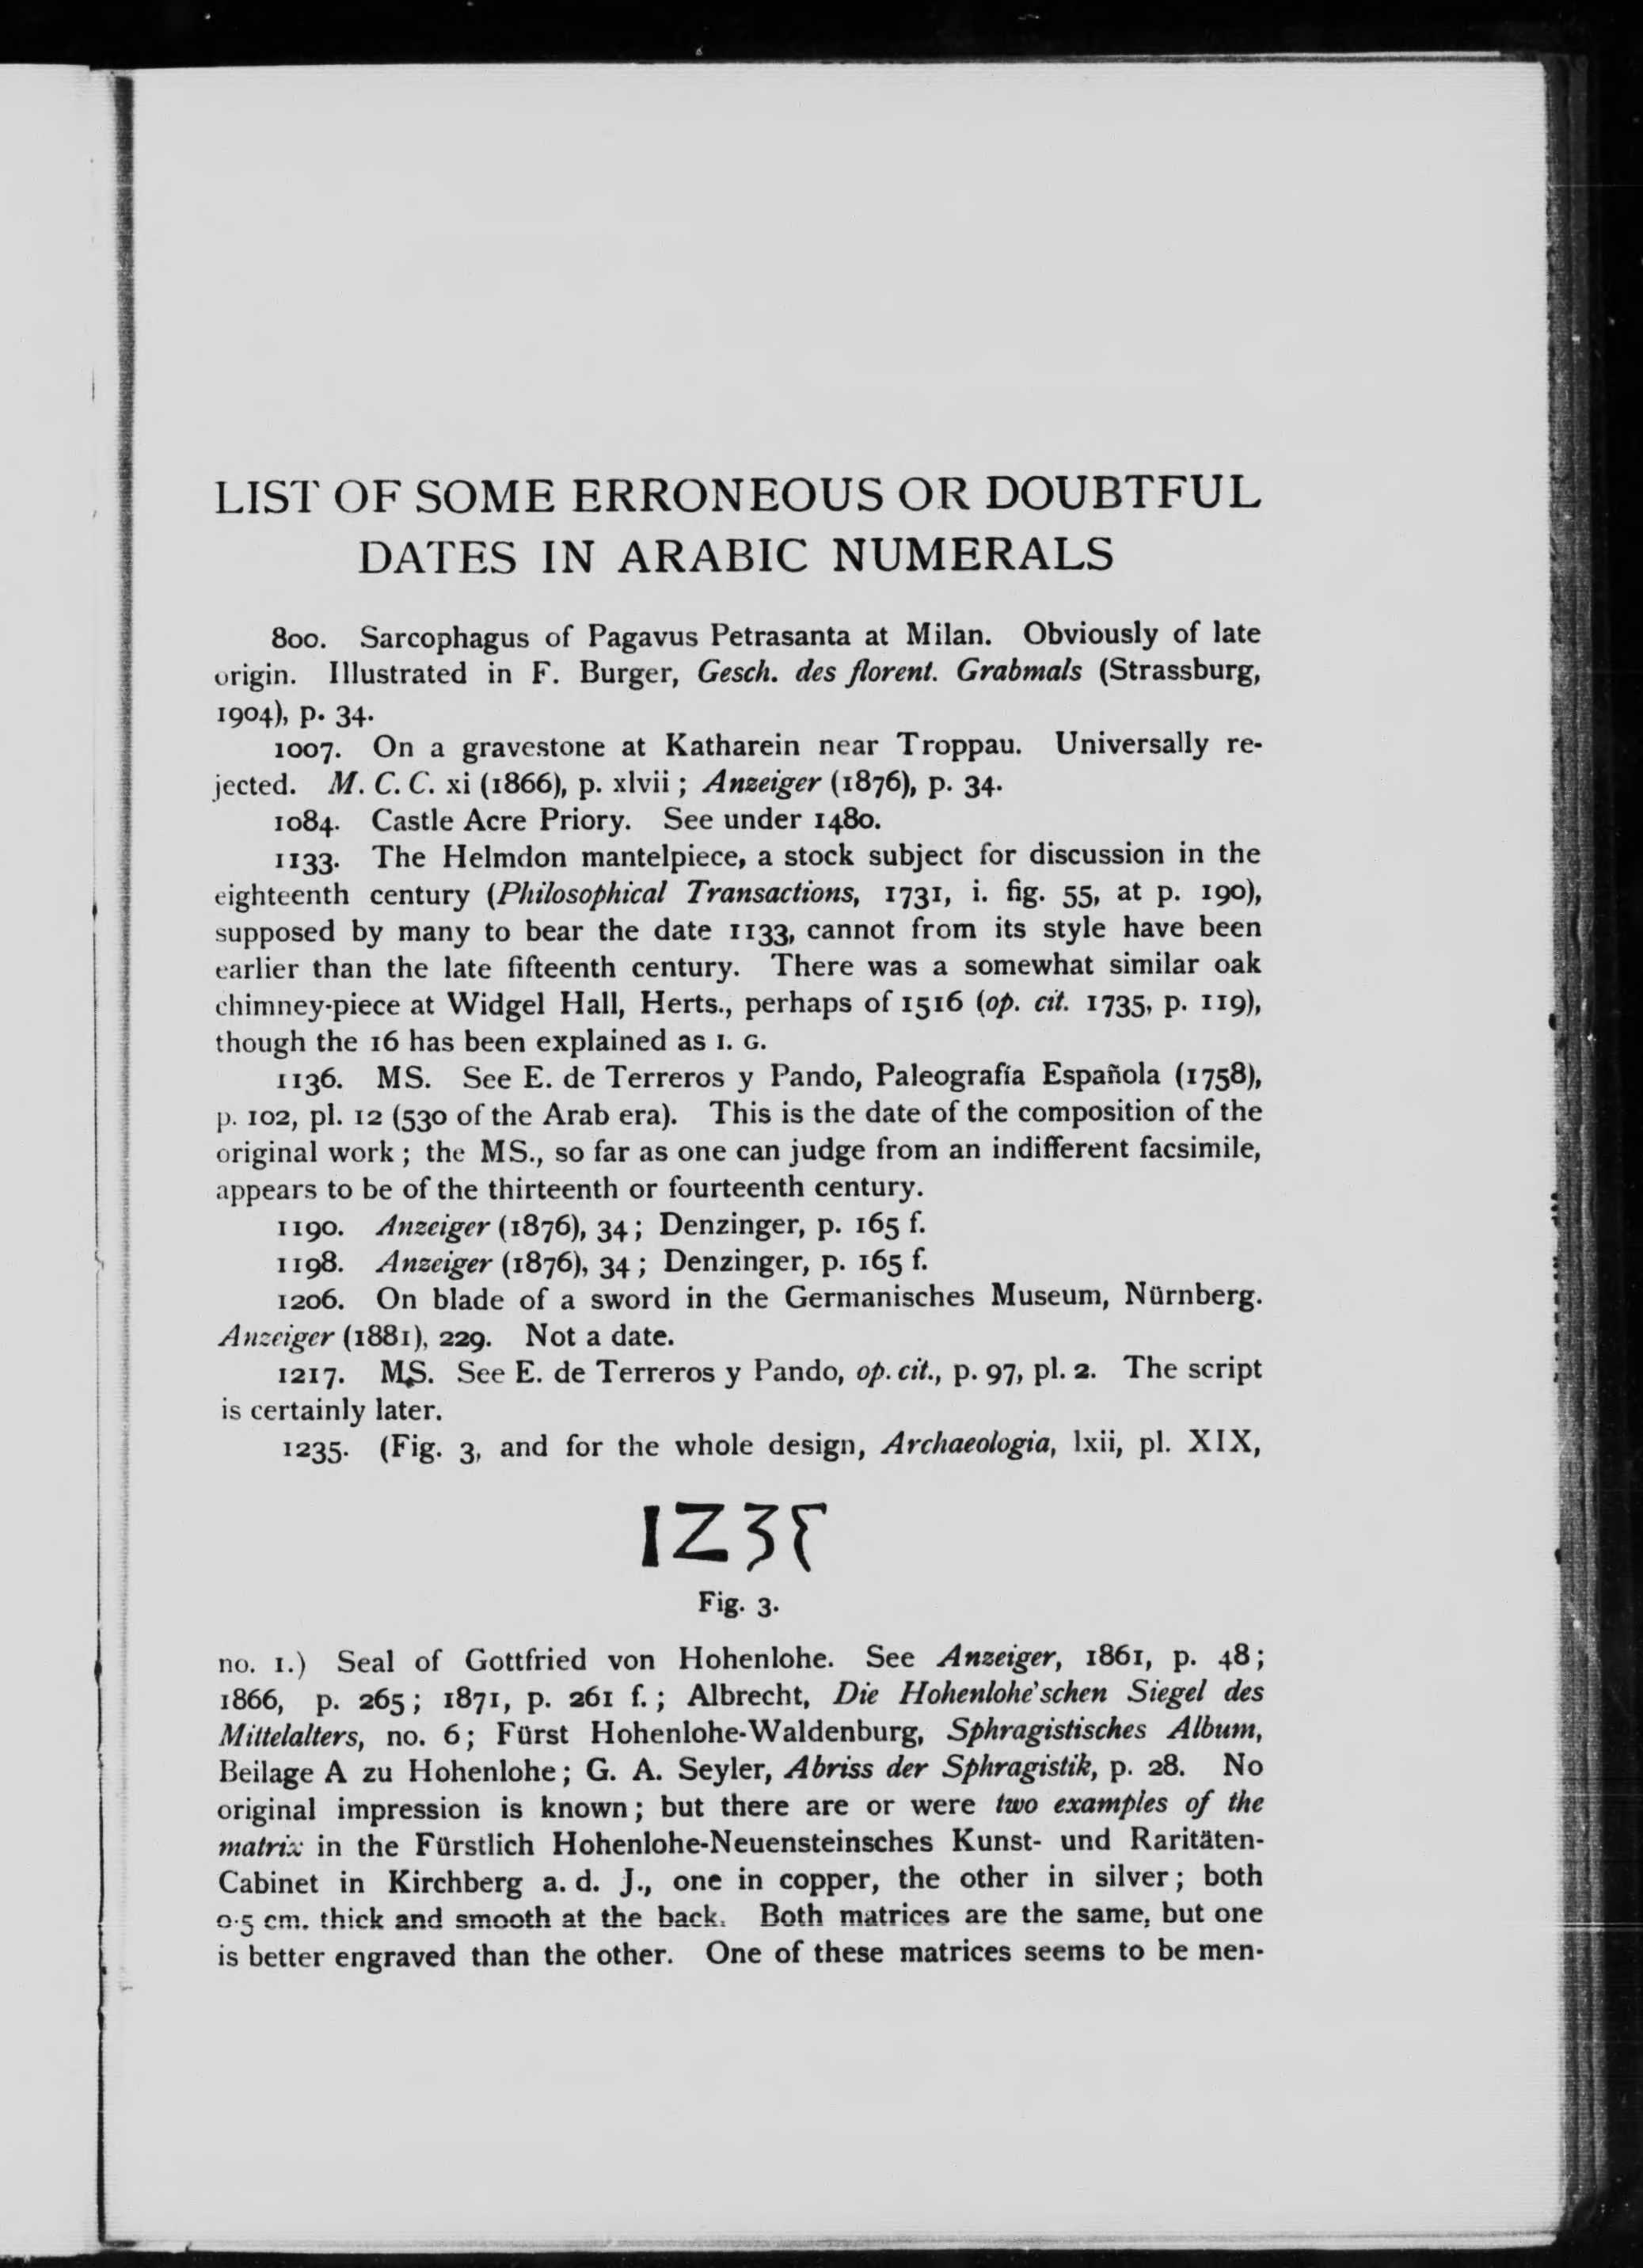 LIST OF SOME ERRONEOUS OR DOUBTFUL
DATES IN ARABIC NUMERALS
800. Sarcophagus of Pagavus Petrasanta at Milan. Obviously of late
origin. Illustrated in F. Burger, Gesch. des florent. Grabmals (Strassburg,
1904), p. 34.
1007. On a gravestone at Katharein near Troppau. Universally re-
jected. M. C. C. xi (1866), p. xlvii ; Anzeiger (1876), p. 34.
1084. Castle Acre Priory. See under 1480.
1133. The Helmdon mantelpiece, a stock subject for discussion in the
eighteenth century (Philosophical Transactions, 1731, i. fig. 55, at p. 190),
supposed by many to bear the date 1133, cannot from its style have been
earlier than the late fifteenth century. There was a somewhat similar oak
chimney-piece at Widgel Hall, Herts., perhaps of 1516 (op. cit. 1735, p. 119),
though the 16 has been explained as I. G.
1136. MS. See E. de Terreros y Pando, Paleografía Española (1758),
p. 102, pl. 12 (530 of the Arab era). This is the date of the composition of the
original work ; the MS., so far as one can judge from an indifferent facsimile,
appears to be of the thirteenth or fourteenth century.
1190. Anzeiger (1876), 34 ; Denzinger, p. 165 f.
1198. Anzeiger (1876), 34 ; Denzinger, p. 165 f.
1206. On blade of a sword in the Germanisches Museum, Nürnberg.
Anzeiger (1881), 229. Not a date.
1217. MS. See E. de Terreros y Pando, op. cit., p. 97, pl. 2. The script
is certainly later.
1235. (Fig. 3, and for the whole design, Archaeologia, lxii, pl. XIX,
1235
Fig. 3.
no. 1.) Seal of Gottfried von Hohenlohe. See Anzeiger, 1861, p. 48 ;
1866, p. 265 ; 1871, p. 261 f. ; Albrecht, Die Hohenlohe'schen Siegel des
Mittelalters, no. 6 ; Fürst Hohenlohe-Waldenburg, Sphragistisches Album,
Beilage A zu Hohenlohe ; G. A. Seyler, Abriss der Sphragistik, p. 28. No
original impression is known ; but there are or were two examples of the
matrix in the Fürstlich Hohenlohe-Neuensteinsches Kunst- und Raritäten-
Cabinet in Kirchberg a. d. J., one in copper, the other in silver ; both
0·5 cm. thick and smooth at the back. Both matrices are the same, but one
is better engraved than the other. One of these matrices seems to be men-